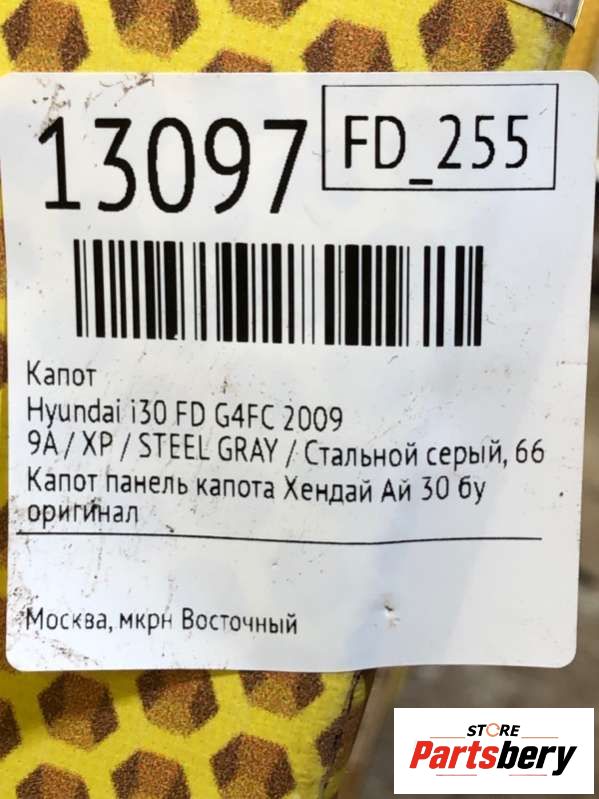 13097
FD_255
Капот
Hyundai i30 FD G4FC 2009
9A / XP / STEEL GRAY / Стальной серый, 66
Капот панель капота Хендай Ай 30 бу
оригинал
Москва, мкрн Восточный
STORE
Partsbery